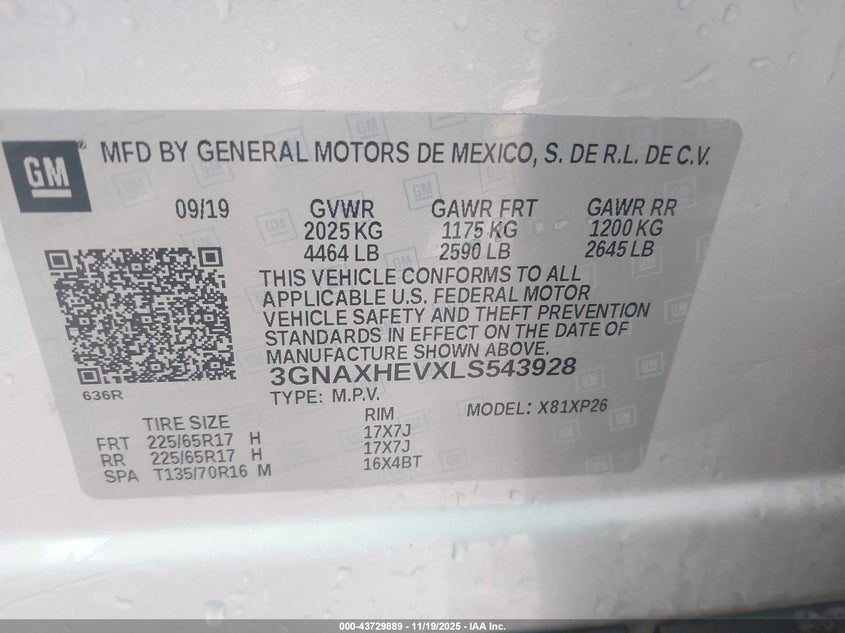 GM
MFD BY GENERAL MOTORS DE MEXICO, S. DE R.L. DE C.V.
09/19 GVWR GAWR FRT GAWR RR
2025 KG 1175 KG 1200 KG
4464 LB 2590 LB 2645 LB
THIS VEHICLE CONFORMS TO ALL
APPLICABLE U.S. FEDERAL MOTOR
VEHICLE SAFETY AND THEFT PREVENTION
STANDARDS IN EFFECT ON THE DATE OF
MANUFACTURE SHOWN ABOVE.
3GNAXHEVXLS543928
636R
TYPE: M.P.V. MODEL: X81XP26
TIRE SIZE RIM
FRT 225/65R17 H 17X7J
RR 225/65R17 H 17X7J
SPA T135/70R16 M 16X4BT
000-43729889 - 11/19/2025 - IAA Inc.